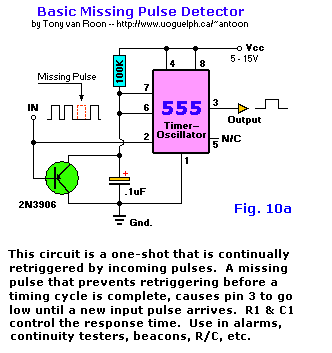 Basic Missing Pulse Detector
by Tony van Roon -- http://www.uoguelph.ca/~antoon
Vcc
5 - 15V
4
8
100K
Missing Pulse
7
6
555
Timer-
Oscillator
3
Output
IN
2
N/C
5
1
+
.1uF
2N3906
Gnd.
Fig. 10a
This circuit is a one-shot that is continually
retriggered by incoming pulses. A missing
pulse that prevents retriggering before a
timing cycle is complete, causes pin 3 to go
low until a new input pulse arrives. R1 & C1
control the response time. Use in alarms,
continuity testers, beacons, R/C, etc.